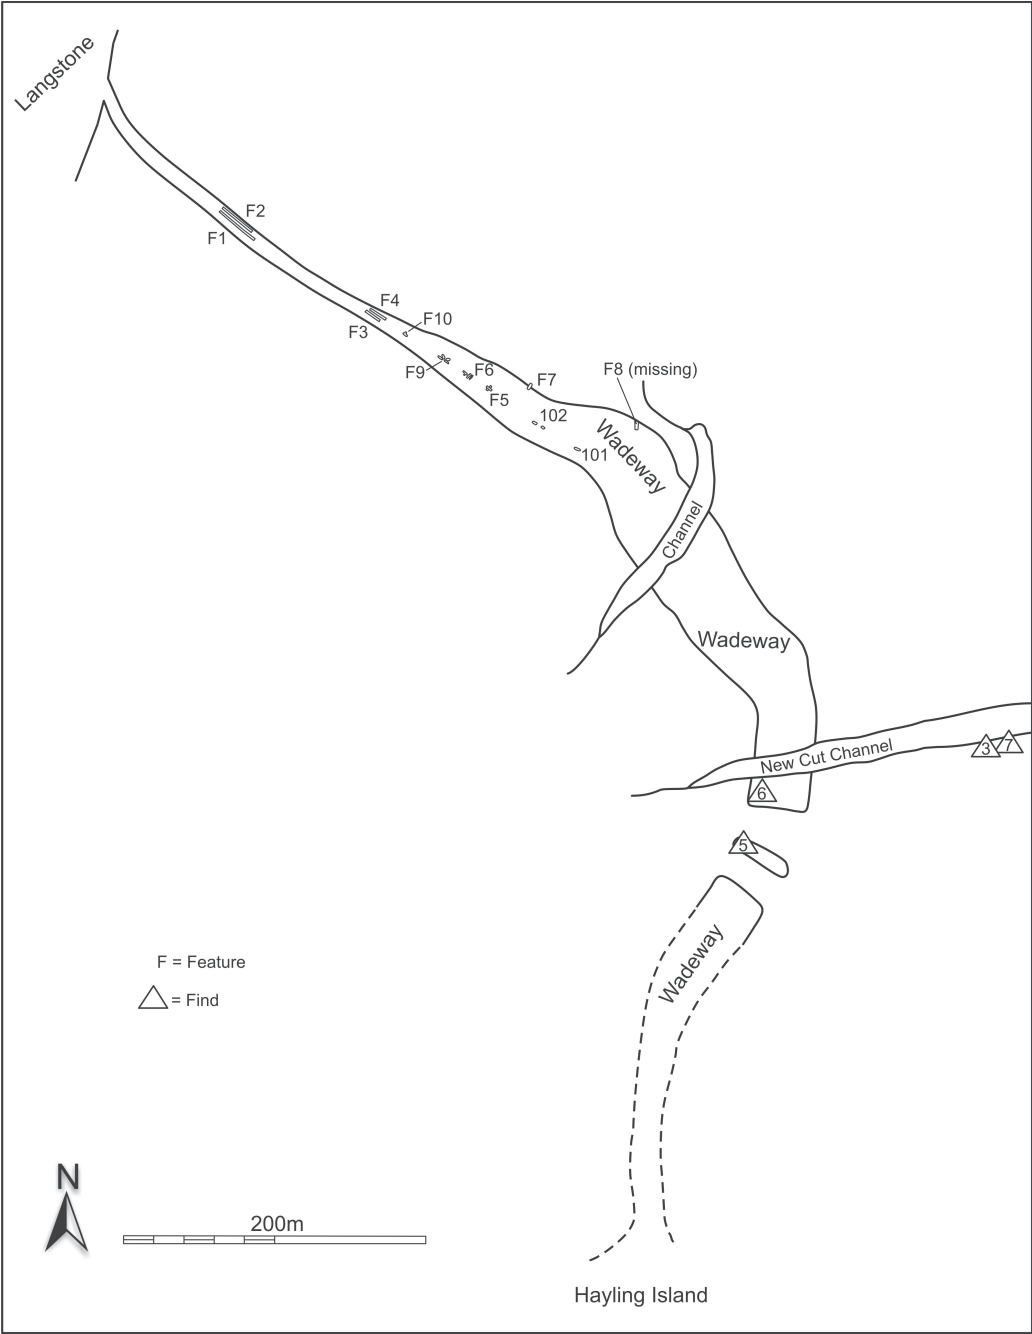 Langstone
F2
F1
F4
F3
F10
F9
F6
F5
F7
F8 (missing)
102
101
Wadeway
Channel
Wadeway
New Cut Channel
3
7
6
5
Wadeway
F = Feature
= Find
N
200m
Hayling Island